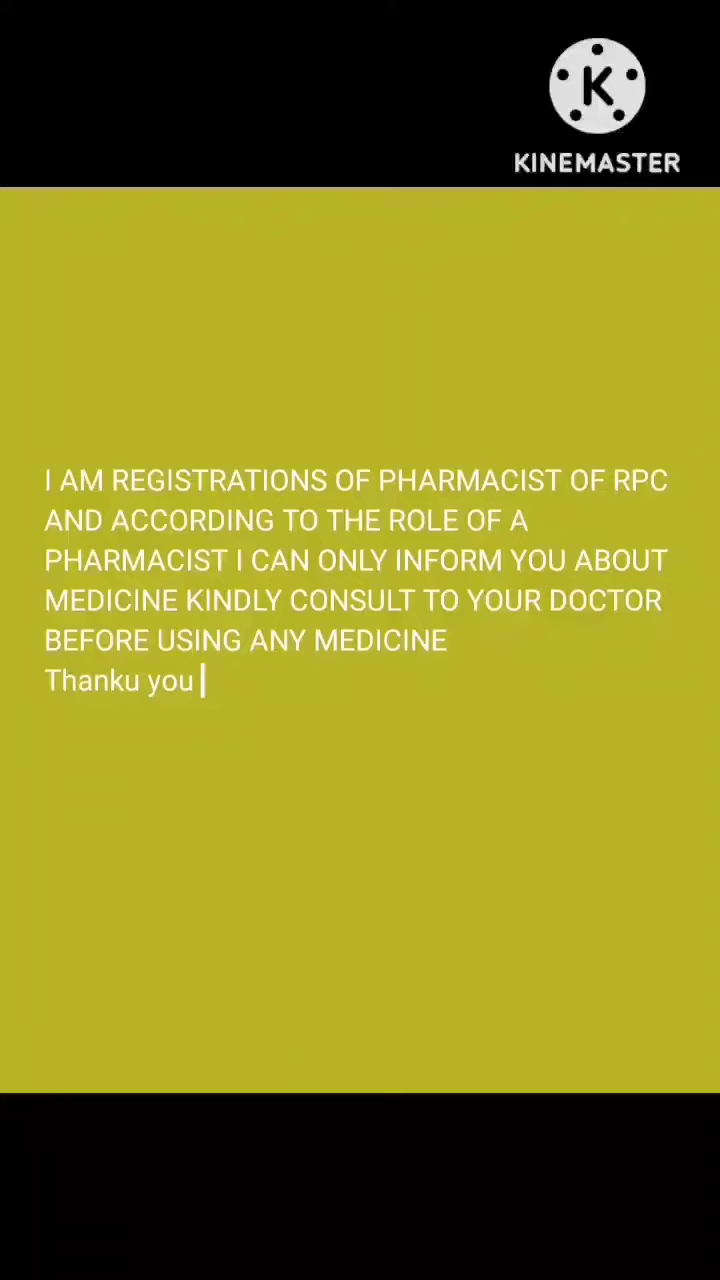 KINEMASTER
I AM REGISTRATIONS OF PHARMACIST OF RPC
AND ACCORDING TO THE ROLE OF A
PHARMACIST I CAN ONLY INFORM YOU ABOUT
MEDICINE KINDLY CONSULT TO YOUR DOCTOR
BEFORE USING ANY MEDICINE
Thanku you